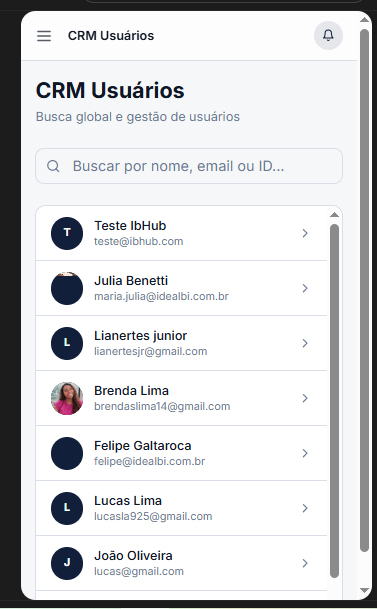 CRM Usuários
CRM Usuários
Busca global e gestão de usuários
Buscar por nome, email ou ID...
T
Teste IbHub
teste@ibhub.com
Julia Benetti
maria.julia@idealbi.com.br
L
Lianertes junior
lianertesjr@gmail.com
Brenda Lima
brendaslima14@gmail.com
Felipe Galtaroca
felipe@idealbi.com.br
L
Lucas Lima
lucasla925@gmail.com
J
João Oliveira
lucas@gmail.com